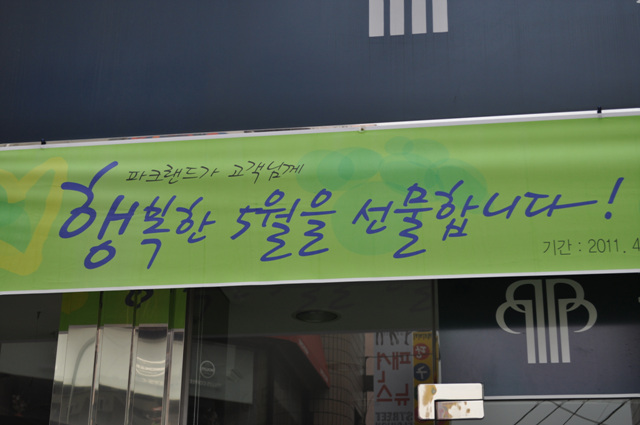 파크랜드가 고객님께
행복한 5월을 선물합니다!
기간 : 2011. 4
STREET